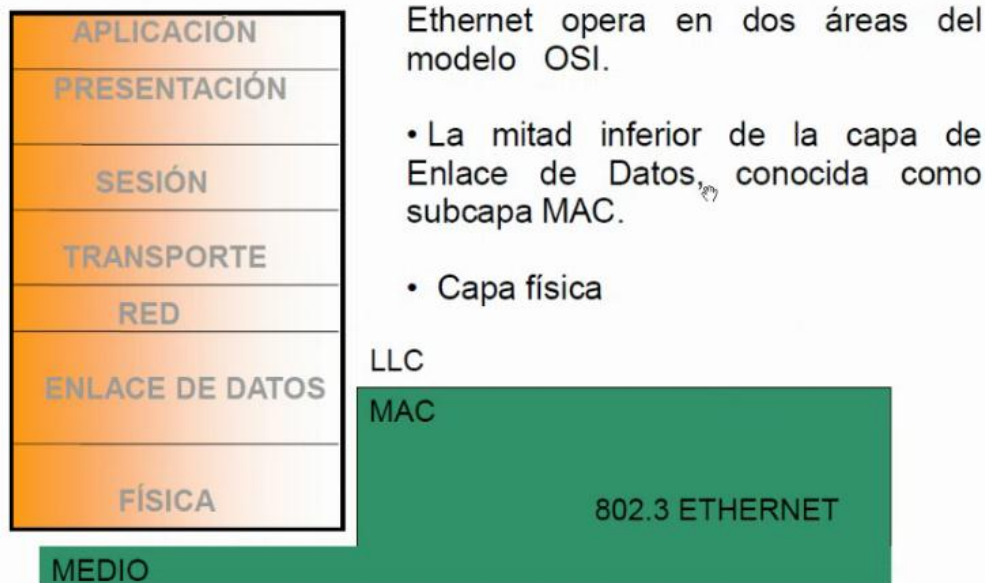 APLICACIÓN
PRESENTACIÓN
SESIÓN
TRANSPORTE
RED
ENLACE DE DATOS
FÍSICA
Ethernet opera en dos áreas del
modelo OSI.
• La mitad inferior de la capa de
Enlace de Datos, conocida como
subcapa MAC.
• Capa física
LLC
MAC
802.3 ETHERNET
MEDIO